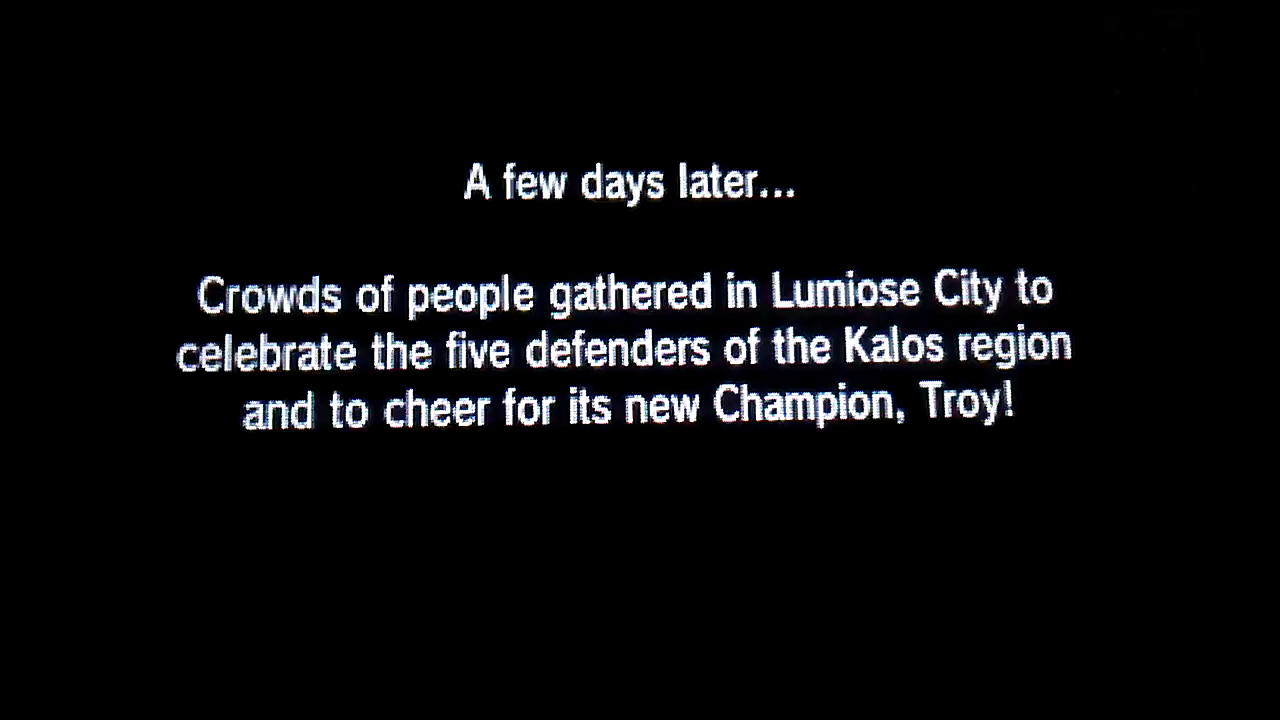 A few days later...
Crowds of people gathered in Lumiose City to
celebrate the five defenders of the Kalos region
and to cheer for its new Champion, Troy!